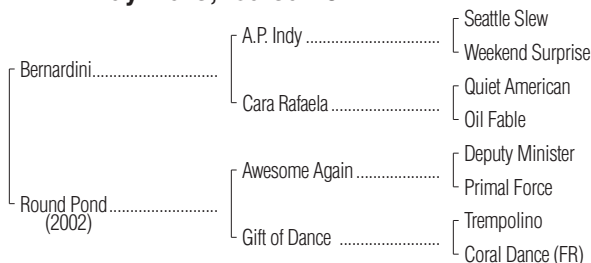 Seattle Slew
A.P. Indy
Weekend Surprise
Bernardini
Quiet American
Cara Rafaela
Oil Fable
Deputy Minister
Awesome Again
Primal Force
Round Pond
(2002)
Trempolino
Gift of Dance
Coral Dance (FR)